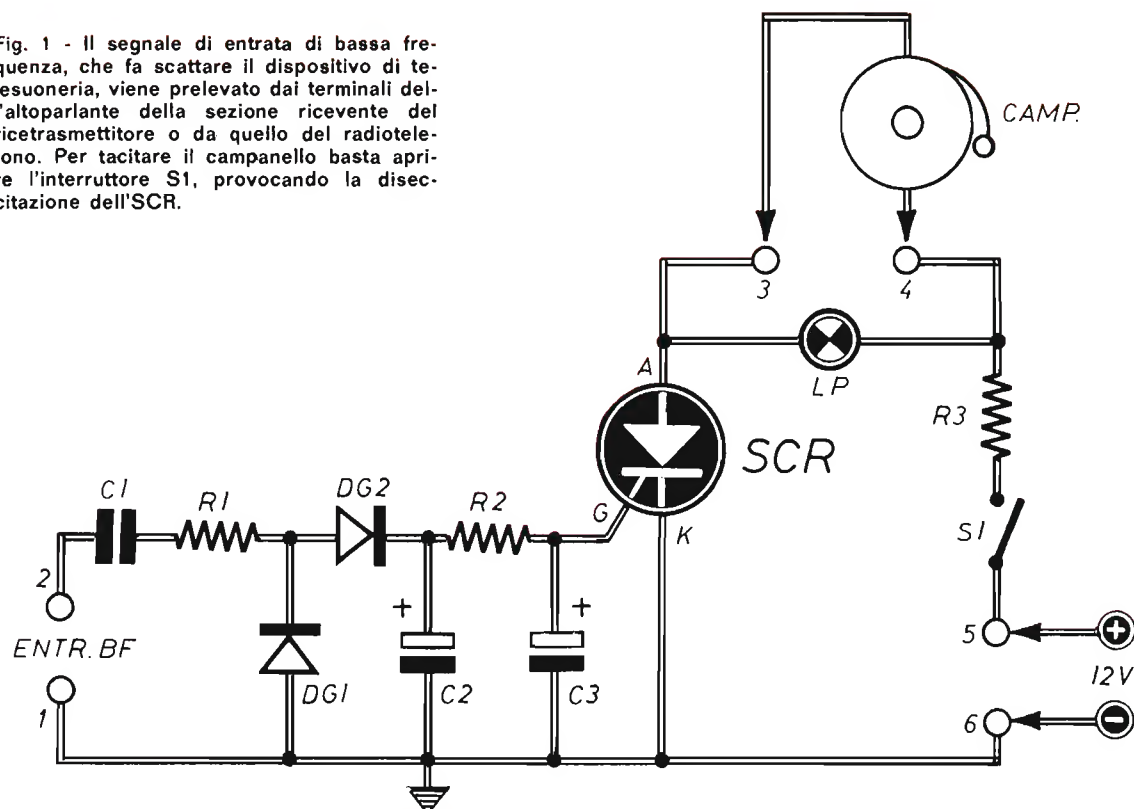 Fig. 1 - Il segnale di entrata di bassa fre-
quenza, che fa scattare il dispositivo di te-
esuoneria, viene prelevato dai terminali del-
'altoparlante della sezione ricevente del
ricetrasmettitore o da quello del radiotele-
ono. Per tacitare il campanello basta apri-
re l'interruttore S1, provocando la disec-
citazione dell'SCR.
CAMP.
3
4
LP
A
R3
SCR
C1
R1
DG2
R2
G
K
S1
2
+
+
5
+
ENTR. BF
12V
DG1
C2
C3
1
6
-